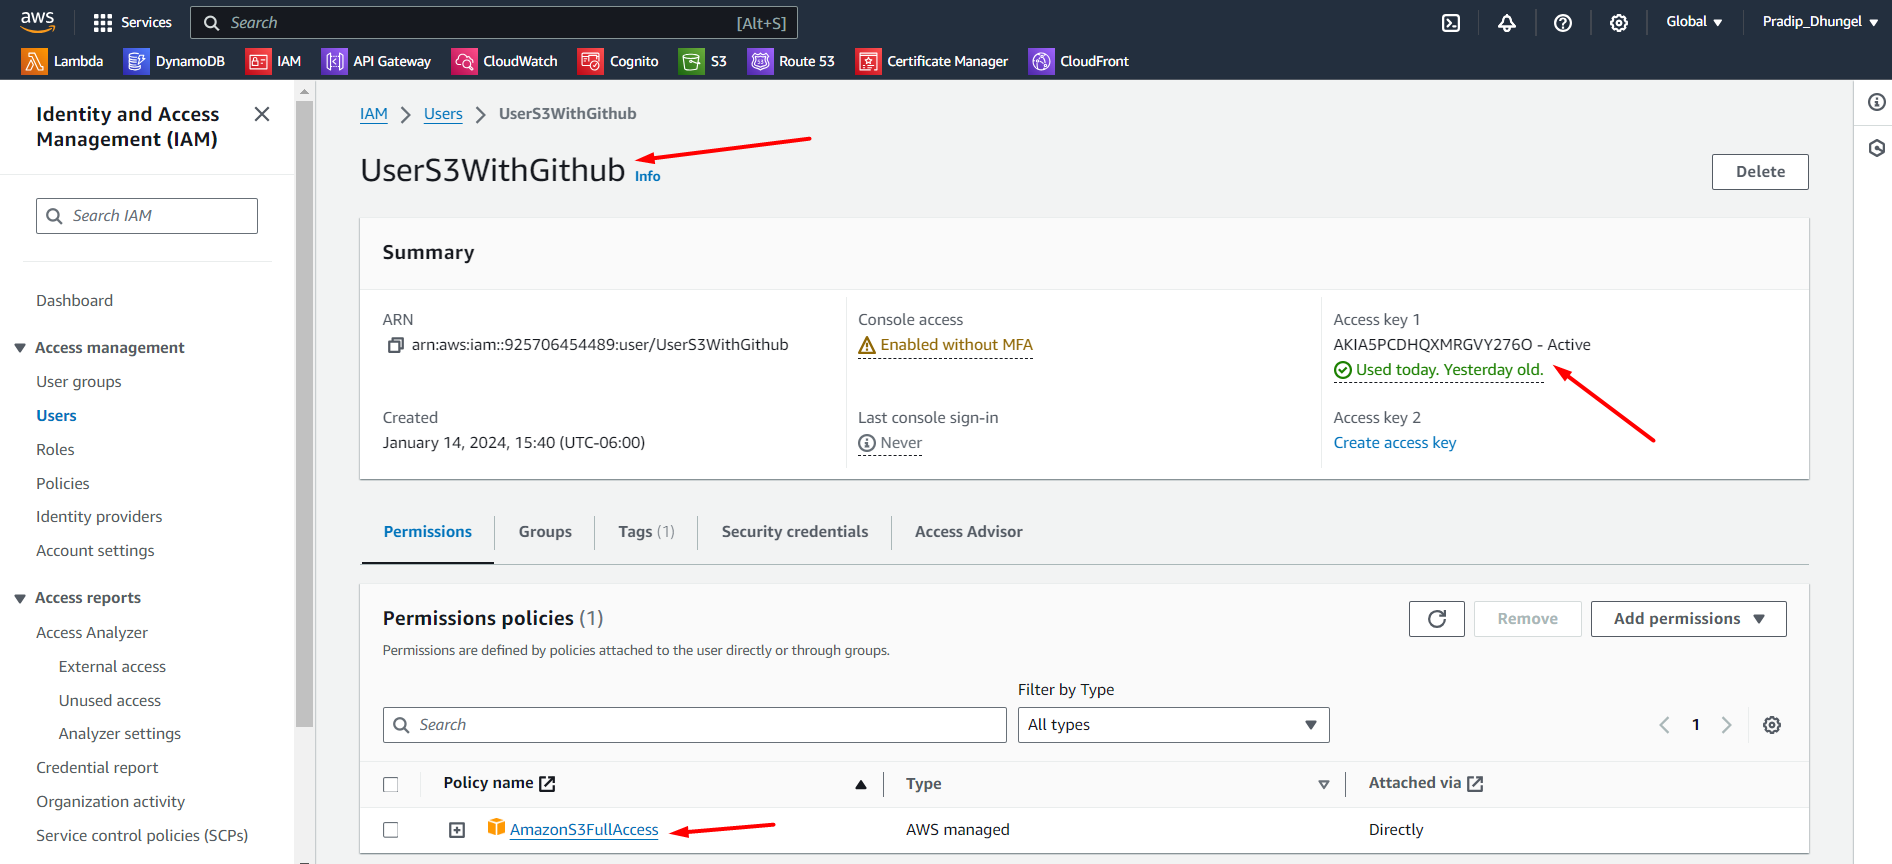 aws
Services
Search
[Alt+S]
Global
Pradip_Dhungel
Lambda
DynamoDB
IAM
API Gateway
CloudWatch
Cognito
S3
Route 53
Certificate Manager
CloudFront
Identity and Access
Management (IAM)
Search IAM
Dashboard
Access management
User groups
Users
Roles
Policies
Identity providers
Account settings
Access reports
Access Analyzer
External access
Unused access
Analyzer settings
Credential report
Organization activity
Service control policies (SCPs)
IAM
Users
UserS3WithGithub
UserS3WithGithub Info
Delete
Summary
ARN
arn:aws:iam::925706454489:user/UserS3WithGithub
Created
January 14, 2024, 15:40 (UTC-06:00)
Console access
Enabled without MFA
Last console sign-in
Never
Access key 1
AKIA5PCDHQXMRGVY276O - Active
Used today. Yesterday old.
Access key 2
Create access key
Permissions
Groups
Tags (1)
Security credentials
Access Advisor
Permissions policies (1)
Permissions are defined by policies attached to the user directly or through groups.
Remove
Add permissions
Filter by Type
Search
All types
1
Policy name
Type
Attached via
AmazonS3FullAccess
AWS managed
Directly